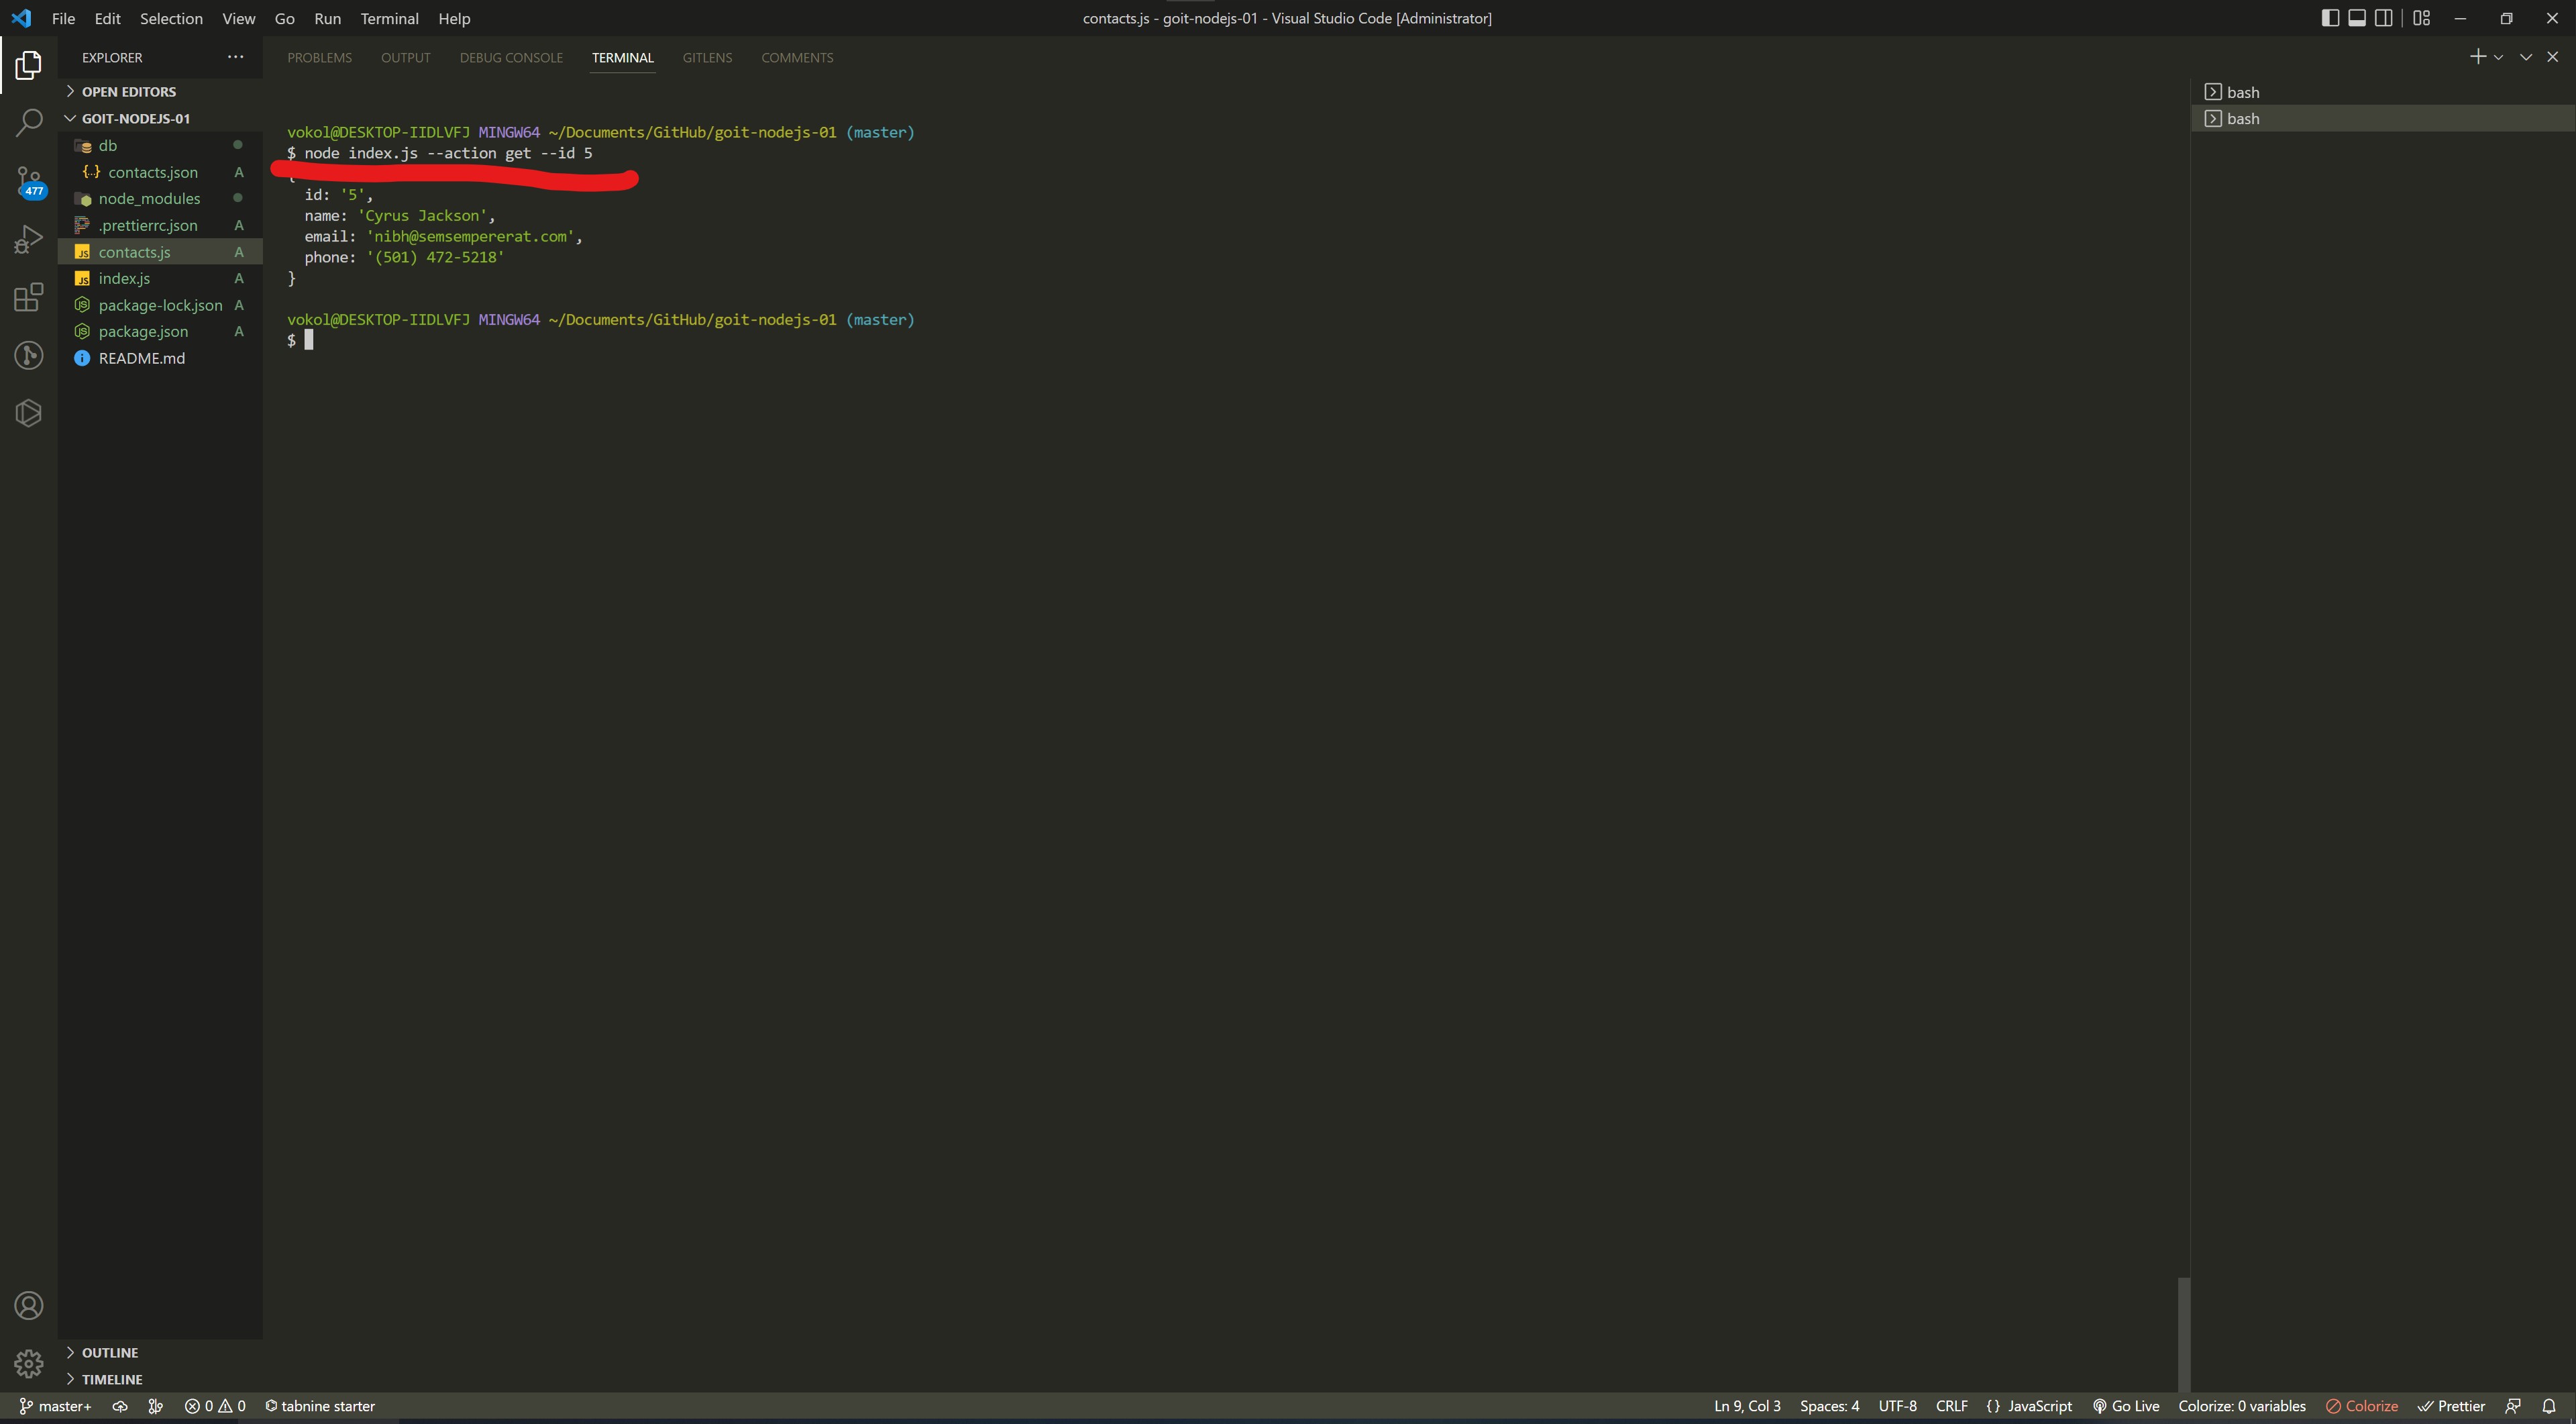 File Edit Selection View Go Run Terminal Help
contacts.js - goit-nodejs-01 - Visual Studio Code [Administrator]
EXPLORER
PROBLEMS OUTPUT DEBUG CONSOLE TERMINAL GITLENS COMMENTS
OPEN EDITORS
GOIT-NODEJS-01
db
contacts.json A
node_modules
.prettierrc.json A
contacts.js A
index.js A
package-lock.json A
package.json A
README.md
477
vokol@DESKTOP-IIDLVFJ MINGW64 ~/Documents/GitHub/goit-nodejs-01 (master)
$ node index.js --action get --id 5
{
id: '5',
name: 'Cyrus Jackson',
email: 'nibh@semsempererat.com',
phone: '(501) 472-5218'
}
vokol@DESKTOP-IIDLVFJ MINGW64 ~/Documents/GitHub/goit-nodejs-01 (master)
$
bash
bash
OUTLINE
TIMELINE
master+ 0 0 tabnine starter
Ln 9, Col 3 Spaces: 4 UTF-8 CRLF {} JavaScript Go Live Colorize: 0 variables Colorize Prettier